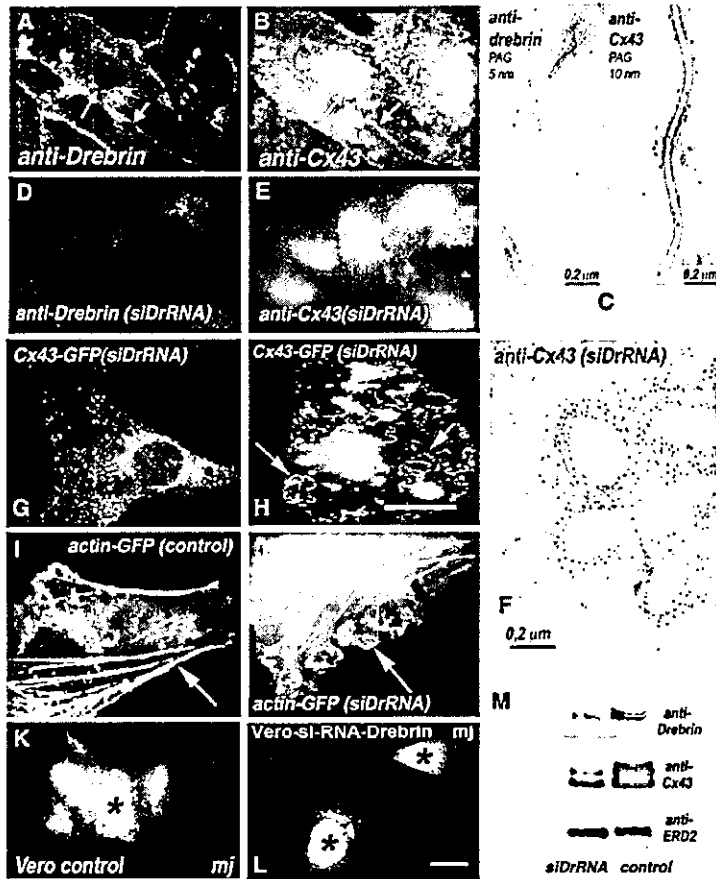 A
anti-Drebrin
B
anti-Cx43
anti-
drebrin
PAG
5 nm
anti-
Cx43
PAG
10 nm
0.2 µm
0.2 µm
C
D
anti-Drebrin (siDrRNA)
E
anti-Cx43(siDrRNA)
Cx43-GFP(siDrRNA)
G
Cx43-GFP (siDrRNA)
H
anti-Cx43 (siDrRNA)
F
0,2 µm
I
actin-GFP (control)
actin-GFP (siDrRNA)
K
*
Vero control
mj
Vero-si-RNA-Drebrin
mj
*
*
L
M
anti-
Drebrin
anti-
Cx43
anti-
ERD2
siDrRNA control